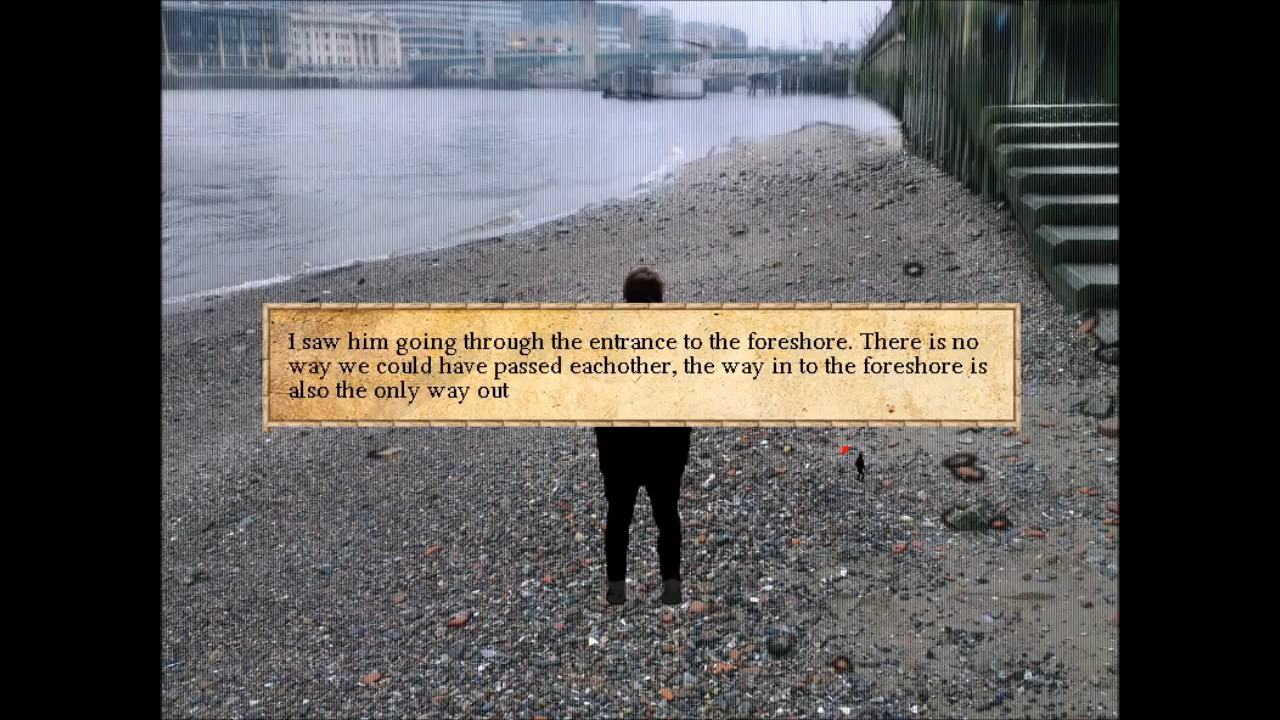 I saw him going through the entrance to the foreshore. There is no
way we could have passed eachother, the way in to the foreshore is
also the only way out